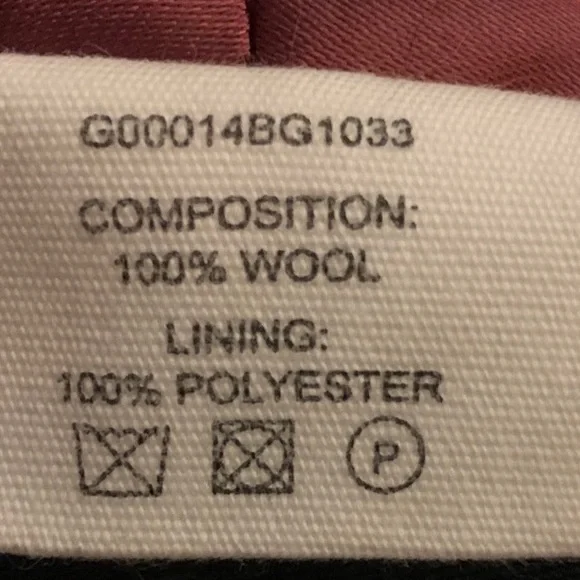 G00014BG1033
COMPOSITION:
100% WOOL
LINING:
100% POLYESTER
P